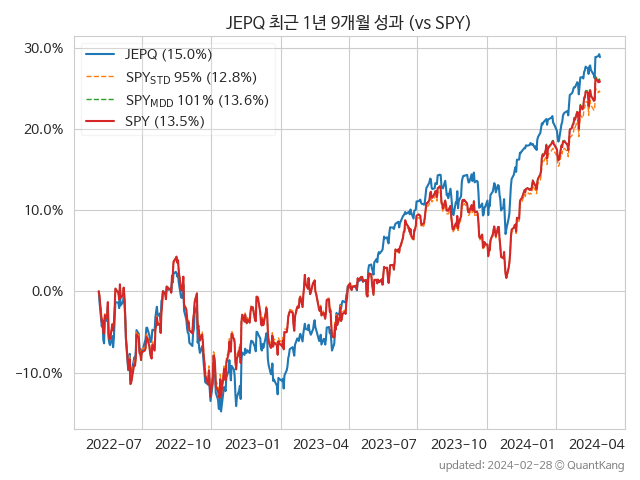 JEPQ 최근 1년 9개월 성과 (vs SPY)
30.0%
20.0%
10.0%
0.0%
−10.0%
JEPQ (15.0%)
SPY_STD 95% (12.8%)
SPY_MDD 101% (13.6%)
SPY (13.5%)
2022-07 2022-10 2023-01 2023-04 2023-07 2023-10 2024-01 2024-04
updated: 2024-02-28 © QuantKang